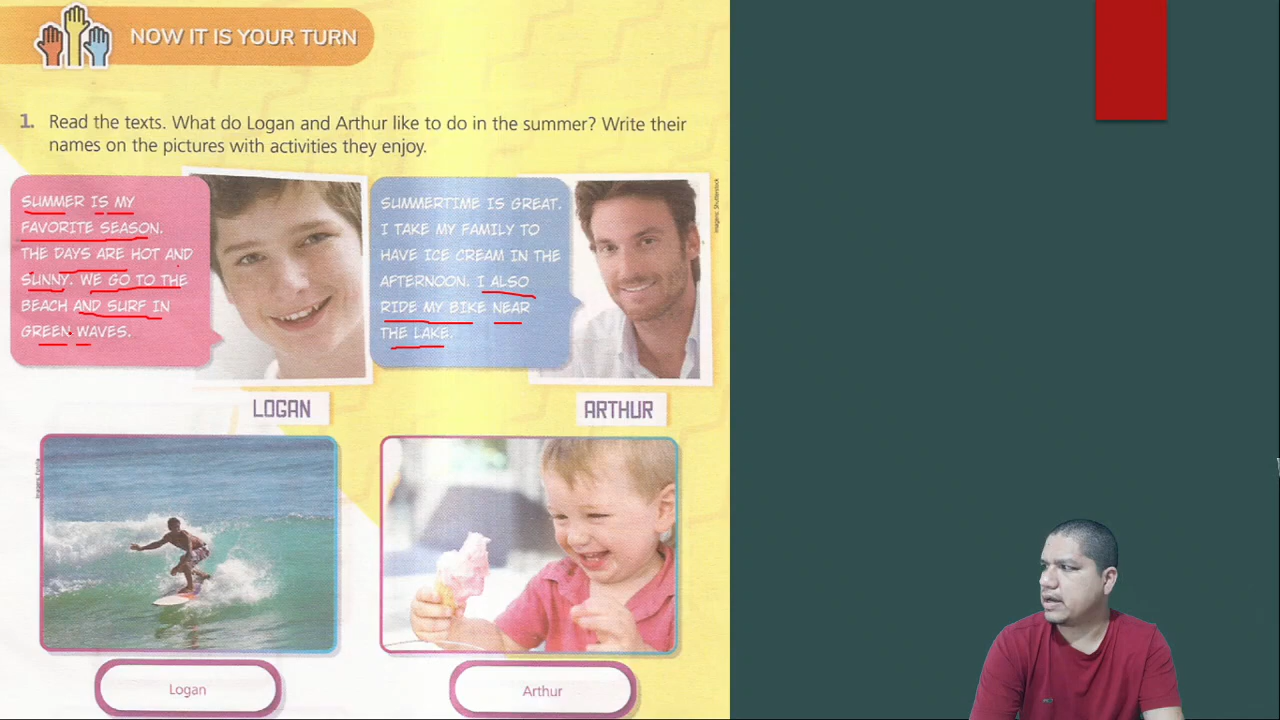 NOW IT IS YOUR TURN
1. Read the texts. What do Logan and Arthur like to do in the summer? Write their
names on the pictures with activities they enjoy.
SUMMER IS MY
FAVORITE SEASON.
THE DAYS ARE HOT AND
SUNNY. WE GO TO THE
BEACH AND SURF IN
GREEN WAVES.
SUMMERTIME IS GREAT.
I TAKE MY FAMILY TO
HAVE ICE CREAM IN THE
AFTERNOON. I ALSO
RIDE MY BIKE NEAR
THE LAKE.
Imagens: Shutterstock
LOGAN
ARTHUR
Logan
Arthur